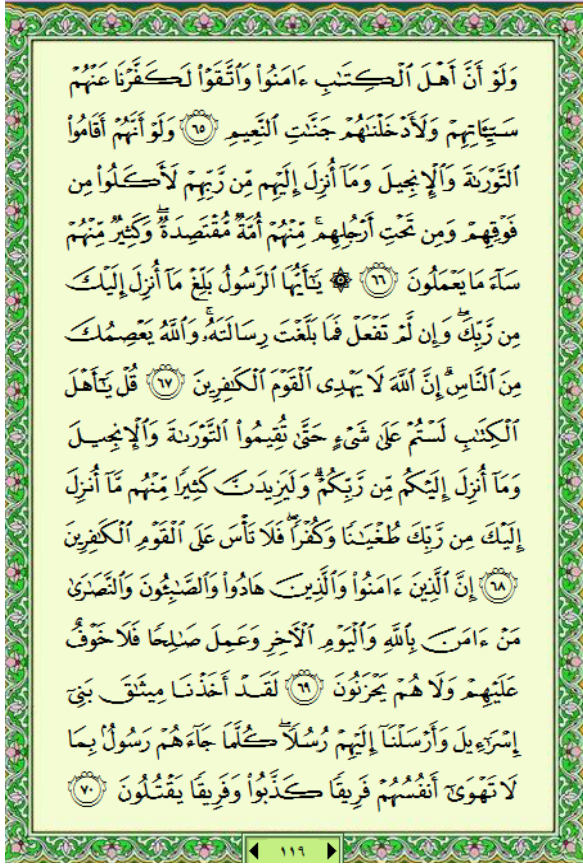 وَلَوْ أَنَّ أَهْلَ ٱلْكِتَٰبِ ءَامَنُوا۟ وَٱتَّقَوْا۟ لَكَفَّرْنَا عَنْهُمْ
سَيِّـَٔاتِهِمْ وَلَأَدْخَلْنَٰهُمْ جَنَّٰتِ ٱلنَّعِيمِ ٦٥ وَلَوْ أَنَّهُمْ أَقَامُوا۟
ٱلتَّوْرَىٰةَ وَٱلْإِنجِيلَ وَمَآ أُنزِلَ إِلَيْهِم مِّن رَّبِّهِمْ لَأَكَلُوا۟ مِن
فَوْقِهِمْ وَمِن تَحْتِ أَرْجُلِهِم ۚ مِّنْهُمْ أُمَّةٌ مُّقْتَصِدَةٌ ۖ وَكَثِيرٌ مِّنْهُمْ
سَآءَ مَا يَعْمَلُونَ ٦٦ ۞ يَٰٓأَيُّهَا ٱلرَّسُولُ بَلِّغْ مَآ أُنزِلَ إِلَيْكَ
مِن رَّبِّكَ ۖ وَإِن لَّمْ تَفْعَلْ فَمَا بَلَّغْتَ رِسَالَتَهُۥ ۚ وَٱللَّهُ يَعْصِمُكَ
مِنَ ٱلنَّاسِ ۗ إِنَّ ٱللَّهَ لَا يَهْدِى ٱلْقَوْمَ ٱلْكَٰفِرِينَ ٦٧ قُلْ يَٰٓأَهْلَ
ٱلْكِتَٰبِ لَسْتُمْ عَلَىٰ شَىْءٍ حَتَّىٰ تُقِيمُوا۟ ٱلتَّوْرَىٰةَ وَٱلْإِنجِيلَ
وَمَآ أُنزِلَ إِلَيْكُم مِّن رَّبِّكُمْ ۗ وَلَيَزِيدَنَّ كَثِيرًا مِّنْهُم مَّآ أُنزِلَ
إِلَيْكَ مِن رَّبِّكَ طُغْيَٰنًا وَكُفْرًا ۖ فَلَا تَأْسَ عَلَى ٱلْقَوْمِ ٱلْكَٰفِرِينَ
٦٨ إِنَّ ٱلَّذِينَ ءَامَنُوا۟ وَٱلَّذِينَ هَادُوا۟ وَٱلصَّٰبِـُٔونَ وَٱلنَّصَٰرَىٰ
مَنْ ءَامَنَ بِٱللَّهِ وَٱلْيَوْمِ ٱلْـَٔاخِرِ وَعَمِلَ صَٰلِحًا فَلَا خَوْفٌ
عَلَيْهِمْ وَلَا هُمْ يَحْزَنُونَ ٦٩ لَقَدْ أَخَذْنَا مِيثَٰقَ بَنِىٓ
إِسْرَٰٓءِيلَ وَأَرْسَلْنَآ إِلَيْهِمْ رُسُلًا ۖ كُلَّمَا جَآءَهُمْ رَسُولٌۢ بِمَا
لَا تَهْوَىٰٓ أَنفُسُهُمْ فَرِيقًا كَذَّبُوا۟ وَفَرِيقًا يَقْتُلُونَ ٧٠
١١٩